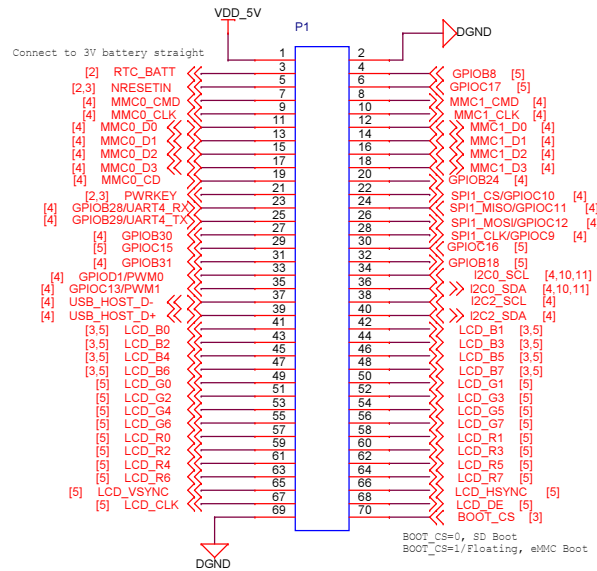 VDD_5V
P1
DGND
Connect to 3V battery straight
1 2
[2] RTC_BATT 3 4 GPIOB8 [5]
[2,3] NRESETIN 5 6 GPIOC17 [5]
[4] MMC0_CMD 7 8 MMC1_CMD [4]
[4] MMC0_CLK 9 10 MMC1_CLK [4]
[4] MMC0_D0 11 12 MMC1_D0 [4]
[4] MMC0_D1 13 14 MMC1_D1 [4]
[4] MMC0_D2 15 16 MMC1_D2 [4]
[4] MMC0_D3 17 18 MMC1_D3 [4]
[4] MMC0_CD 19 20 GPIOB24 [4]
[2,3] PWRKEY 21 22 SPI1_CS/GPIOC10 [4]
[4] GPIOB28/UART4_RX 23 24 SPI1_MISO/GPIOC11 [4]
[4] GPIOB29/UART4_TX 25 26 SPI1_MOSI/GPIOC12 [4]
[4] GPIOB30 27 28 SPI1_CLK/GPIOC9 [4]
[5] GPIOC15 29 30 GPIOC16 [5]
[4] GPIOB31 31 32 GPIOB18 [5]
[4] GPIOD1/PWM0 33 34 I2C0_SCL [4,10,11]
[4] GPIOC13/PWM1 35 36 I2C0_SDA [4,10,11]
[4] USB_HOST_D- 37 38 I2C2_SCL [4]
[4] USB_HOST_D+ 39 40 I2C2_SDA [4]
[3,5] LCD_B0 41 42 LCD_B1 [3,5]
[3,5] LCD_B2 43 44 LCD_B3 [3,5]
[3,5] LCD_B4 45 46 LCD_B5 [3,5]
[3,5] LCD_B6 47 48 LCD_B7 [3,5]
[5] LCD_G0 49 50 LCD_G1 [5]
[5] LCD_G2 51 52 LCD_G3 [5]
[5] LCD_G4 53 54 LCD_G5 [5]
[5] LCD_G6 55 56 LCD_G7 [5]
[5] LCD_R0 57 58 LCD_R1 [5]
[5] LCD_R2 59 60 LCD_R3 [5]
[5] LCD_R4 61 62 LCD_R5 [5]
[5] LCD_R6 63 64 LCD_R7 [5]
[5] LCD_VSYNC 65 66 LCD_HSYNC [5]
[5] LCD_CLK 67 68 LCD_DE [5]
69 70 BOOT_CS [3]
BOOT_CS=0, SD Boot
BOOT_CS=1/Floating, eMMC Boot
DGND